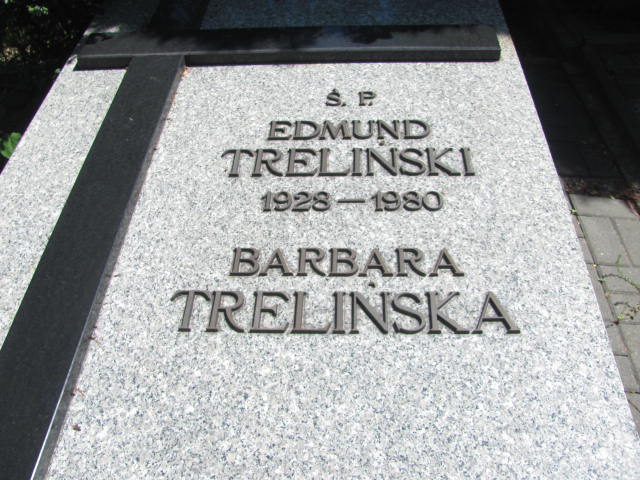 Ś. P.
EDMUND
TRELIŃSKI
1928 — 1980
BARBARA
TRELIŃSKA